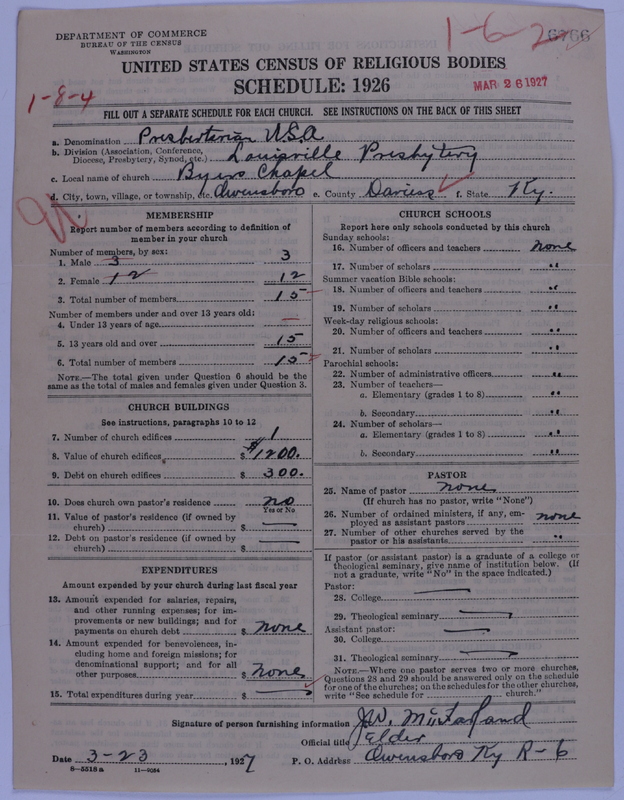 DEPARTMENT OF COMMERCE
BUREAU OF THE CENSUS
WASHINGTON
1-6-2
6766
UNITED STATES CENSUS OF RELIGIOUS BODIES
SCHEDULE: 1926
MAR 26 1927
1-8-4
FILL OUT A SEPARATE SCHEDULE FOR EACH CHURCH. SEE INSTRUCTIONS ON THE BACK OF THIS SHEET
a. Denomination Presbyterian U.S.A
b. Division (Association, Conference, Diocese, Presbytery, Synod, etc.) Louisville Presbytery
c. Local name of church Byers Chapel
d. City, town, village, or township, etc. Owensboro e. County Daviess f. State Ky.
MEMBERSHIP
Report number of members according to definition of
member in your church
Number of members, by sex:
1. Male 3 3
2. Female 12 12
3. Total number of members 15
Number of members under and over 13 years old:
4. Under 13 years of age —
5. 13 years old and over 15
6. Total number of members 15
NOTE.—The total given under Question 6 should be
same as the total of males and females given under Question 3.
CHURCH BUILDINGS
See instructions, paragraphs 10 to 12
7. Number of church edifices 1
8. Value of church edifices $1200.
9. Debt on church edifices $ 300.
10. Does church own pastor's residence no
Yes or No
11. Value of pastor's residence (if owned by
church) $ —
12. Debt on pastor's residence (if owned by
church) $ —
EXPENDITURES
Amount expended by your church during last fiscal year
13. Amount expended for salaries, repairs,
and other running expenses; for im-
provements or new buildings; and for
payments on church debt $ none
14. Amount expended for benevolences, in-
cluding home and foreign missions; for
denominational support; and for all
other purposes $ none
15. Total expenditures during year $ —
CHURCH SCHOOLS
Report here only schools conducted by this church
Sunday schools:
16. Number of officers and teachers none
17. Number of scholars "
Summer vacation Bible schools:
18. Number of officers and teachers "
19. Number of scholars "
Week-day religious schools:
20. Number of officers and teachers "
21. Number of scholars "
Parochial schools:
22. Number of administrative officers "
23. Number of teachers—
a. Elementary (grades 1 to 8) "
b. Secondary "
24. Number of scholars—
a. Elementary (grades 1 to 8) "
b. Secondary "
PASTOR
25. Name of pastor none
(If church has no pastor, write "None")
26. Number of ordained ministers, if any, em-
ployed as assistant pastors none
27. Number of other churches served by the
pastor or his assistants "
If pastor (or assistant pastor) is a graduate of a college or
theological seminary, give name of institution below. (If
not a graduate, write "No" in the space indicated.)
Pastor:
28. College —
29. Theological seminary —
Assistant pastor:
30. College —
31. Theological seminary —
NOTE.—Where one pastor serves two or more churches,
Questions 28 and 29 should be answered only on the schedule
for one of the churches; on the schedules for the other churches,
write "See schedule for church."
Signature of person furnishing information J.W. McFarland
Official title Elder
Date 3-23, 1927 P. O. Address Owensboro Ky R-6
8-5518a 11-9084